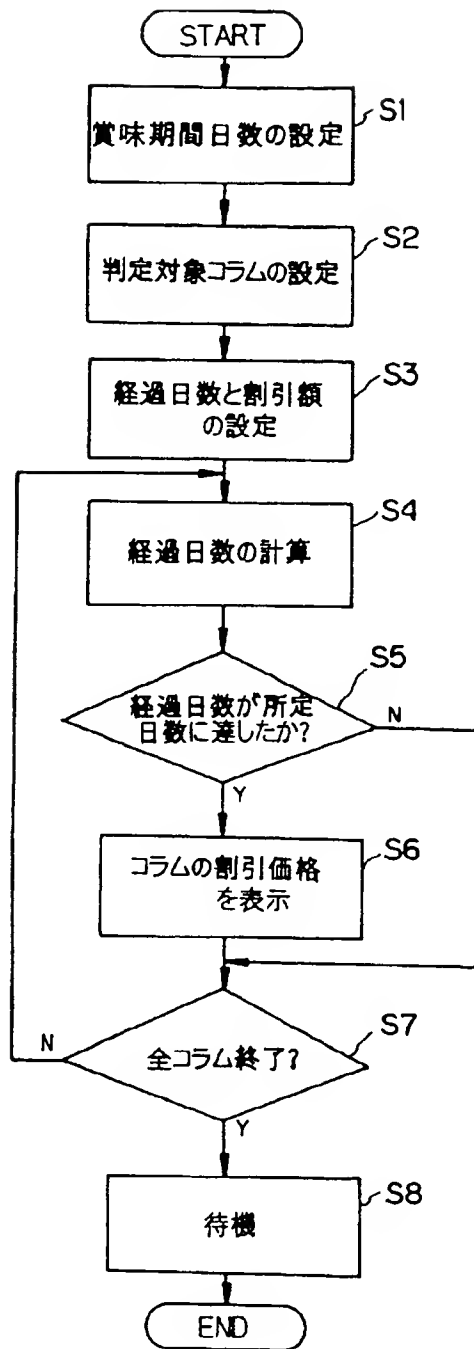 START
賞味期間日数の設定
S1
判定対象コラムの設定
S2
経過日数と割引額
の設定
S3
経過日数の計算
S4
経過日数が所定
日数に達したか?
S5
N
Y
コラムの割引価格
を表示
S6
全コラム終了?
S7
N
Y
待機
S8
END